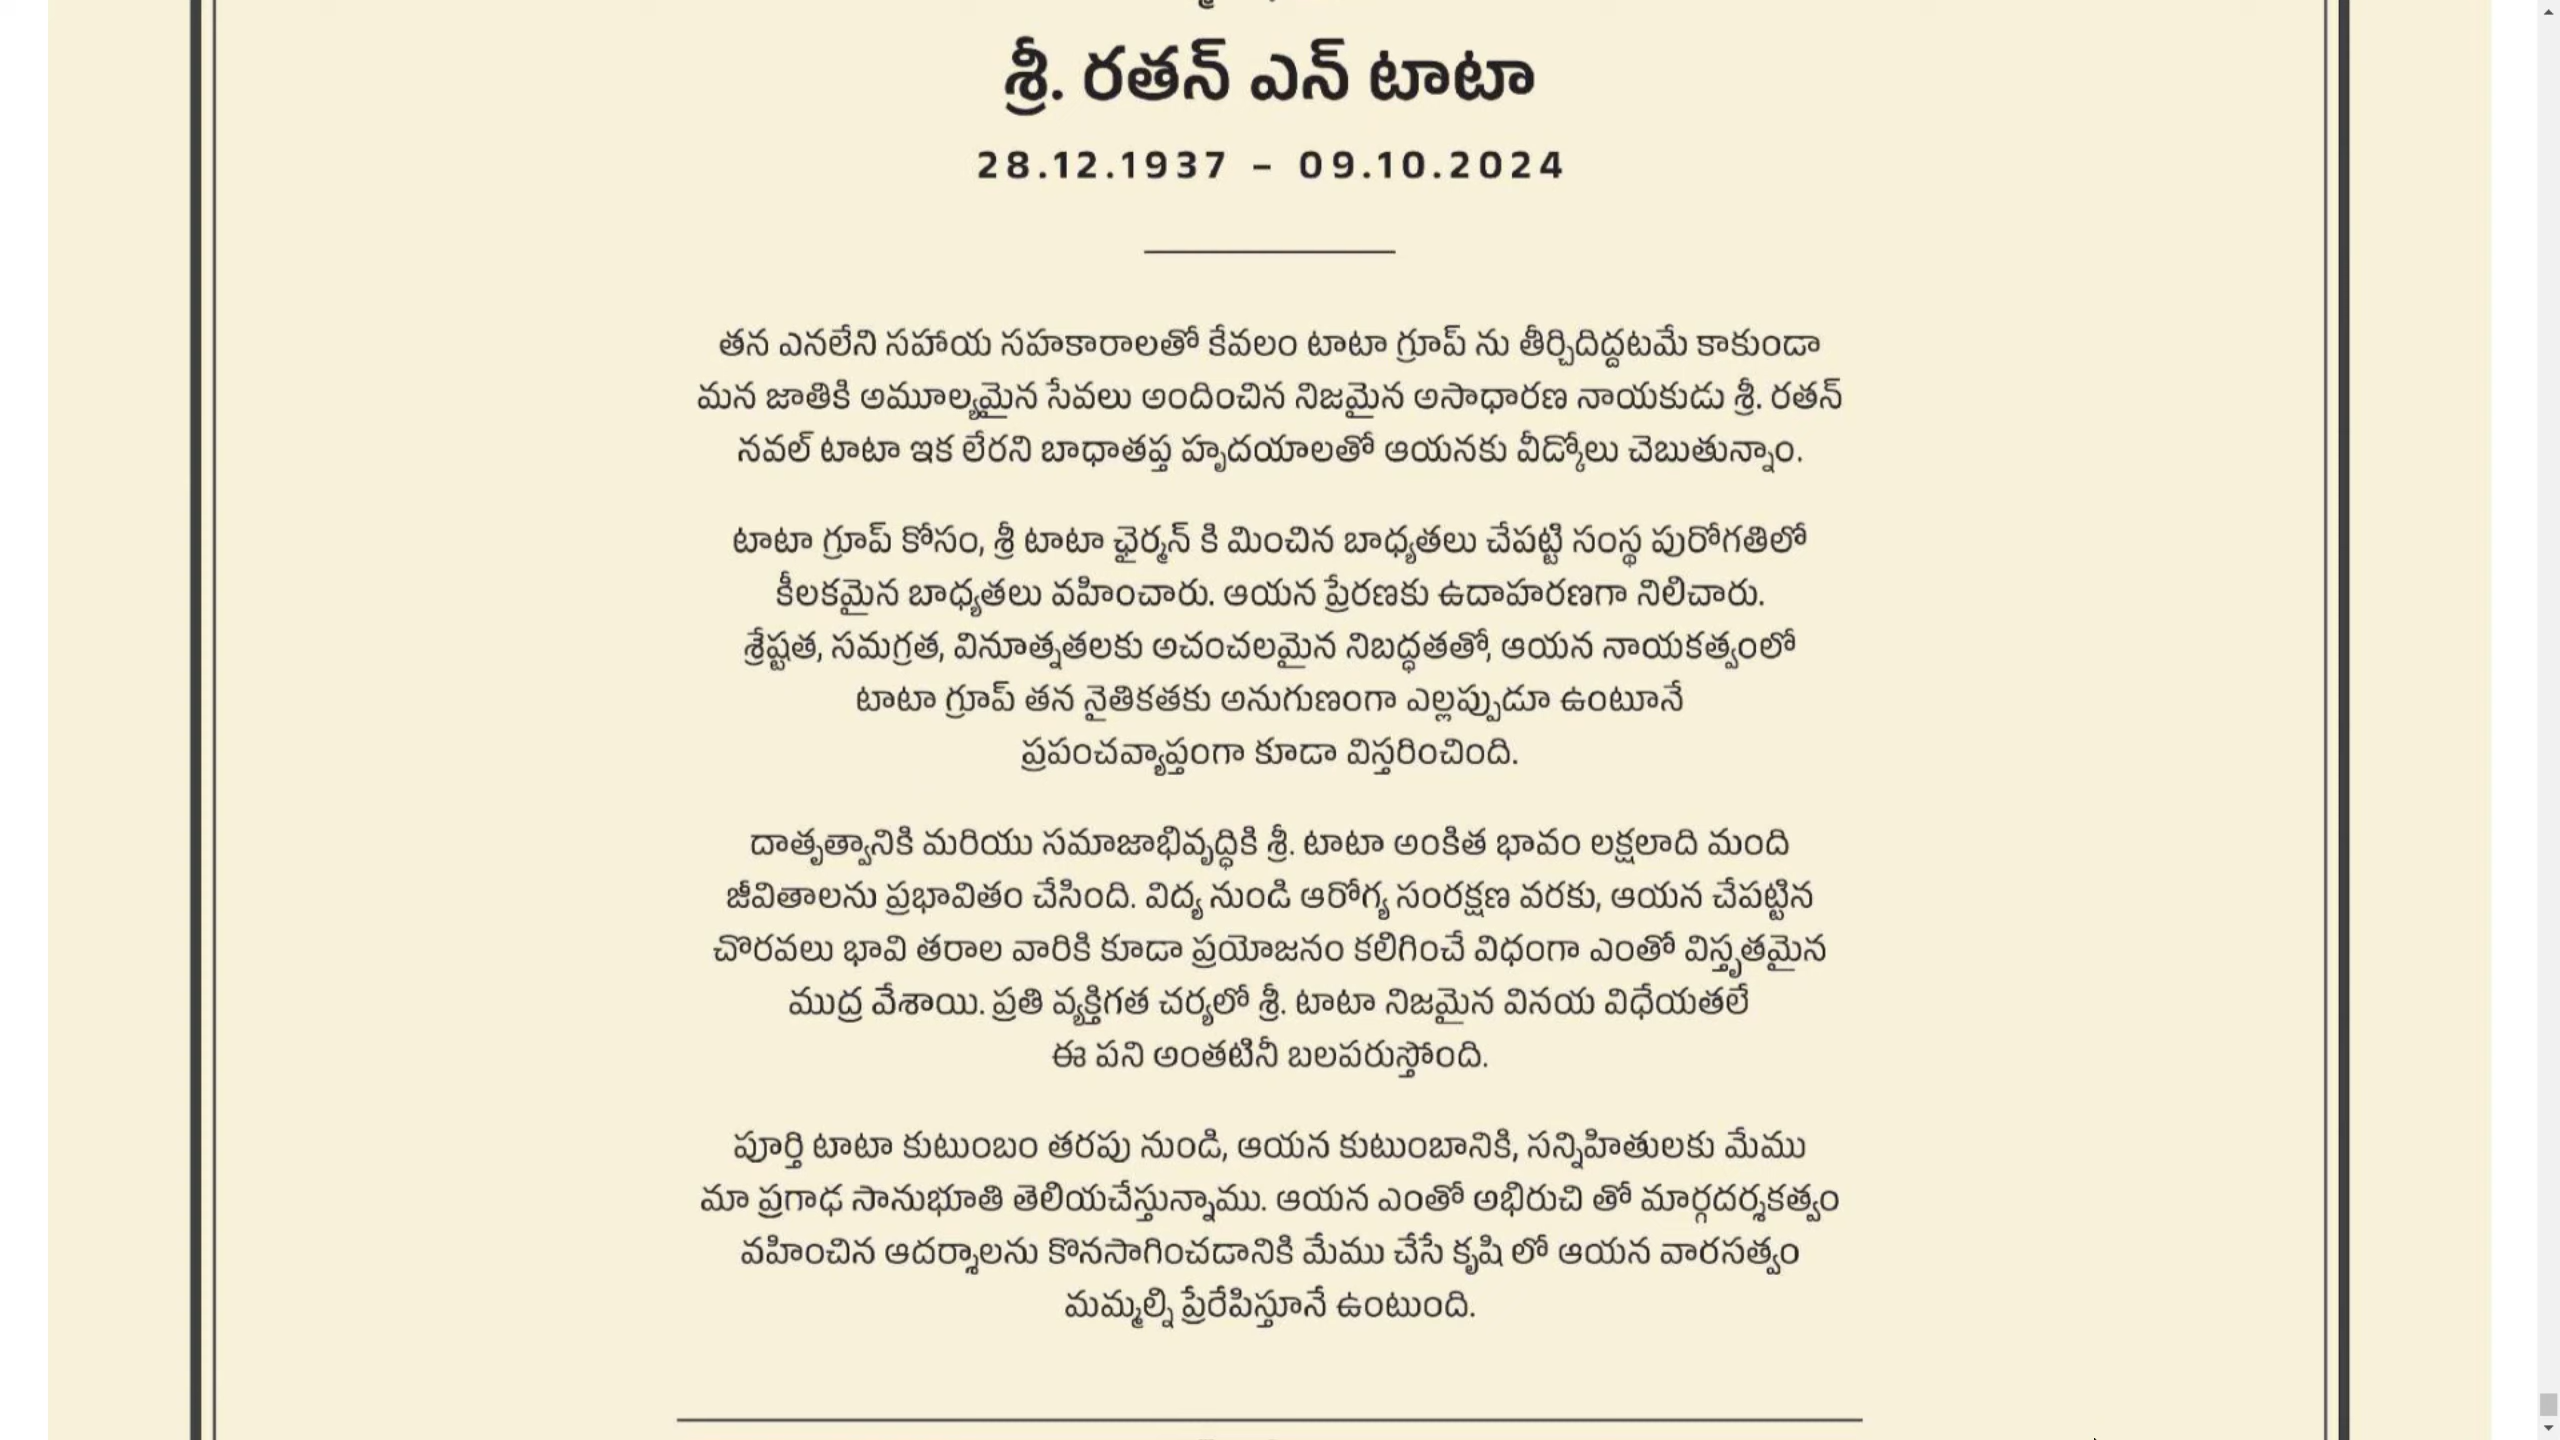 శ్రీ. రతన్ ఎన్ టాటా
28.12.1937 – 09.10.2024
తన ఎనలేని సహాయ సహకారాలతో కేవలం టాటా గ్రూప్ ను తీర్చిదిద్దటమే కాకుండా
మన జాతికి అమూల్యమైన సేవలు అందించిన నిజమైన అసాధారణ నాయకుడు శ్రీ. రతన్
నవల్ టాటా ఇక లేరని బాధాతప్త హృదయాలతో ఆయనకు వీడ్కోలు చెబుతున్నాం.
టాటా గ్రూప్ కోసం, శ్రీ టాటా ఛైర్మన్ కి మించిన బాధ్యతలు చేపట్టి సంస్థ పురోగతిలో
కీలకమైన బాధ్యతలు వహించారు. ఆయన ప్రేరణకు ఉదాహరణగా నిలిచారు.
శ్రేష్టత, సమగ్రత, వినూత్నతలకు అచంచలమైన నిబద్ధతతో, ఆయన నాయకత్వంలో
టాటా గ్రూప్ తన నైతికతకు అనుగుణంగా ఎల్లప్పుడూ ఉంటూనే
ప్రపంచవ్యాప్తంగా కూడా విస్తరించింది.
దాతృత్వానికి మరియు సమాజాభివృద్ధికి శ్రీ. టాటా అంకిత భావం లక్షలాది మంది
జీవితాలను ప్రభావితం చేసింది. విద్య నుండి ఆరోగ్య సంరక్షణ వరకు, ఆయన చేపట్టిన
చొరవలు భావి తరాల వారికి కూడా ప్రయోజనం కలిగించే విధంగా ఎంతో విస్తృతమైన
ముద్ర వేశాయి. ప్రతి వ్యక్తిగత చర్యలో శ్రీ. టాటా నిజమైన వినయ విధేయతలే
ఈ పని అంతటినీ బలపరుస్తోంది.
పూర్తి టాటా కుటుంబం తరపు నుండి, ఆయన కుటుంబానికి, సన్నిహితులకు మేము
మా ప్రగాఢ సానుభూతి తెలియచేస్తున్నాము. ఆయన ఎంతో అభిరుచి తో మార్గదర్శకత్వం
వహించిన ఆదర్శాలను కొనసాగించడానికి మేము చేసే కృషి లో ఆయన వారసత్వం
మమ్మల్ని ప్రేరేపిస్తూనే ఉంటుంది.